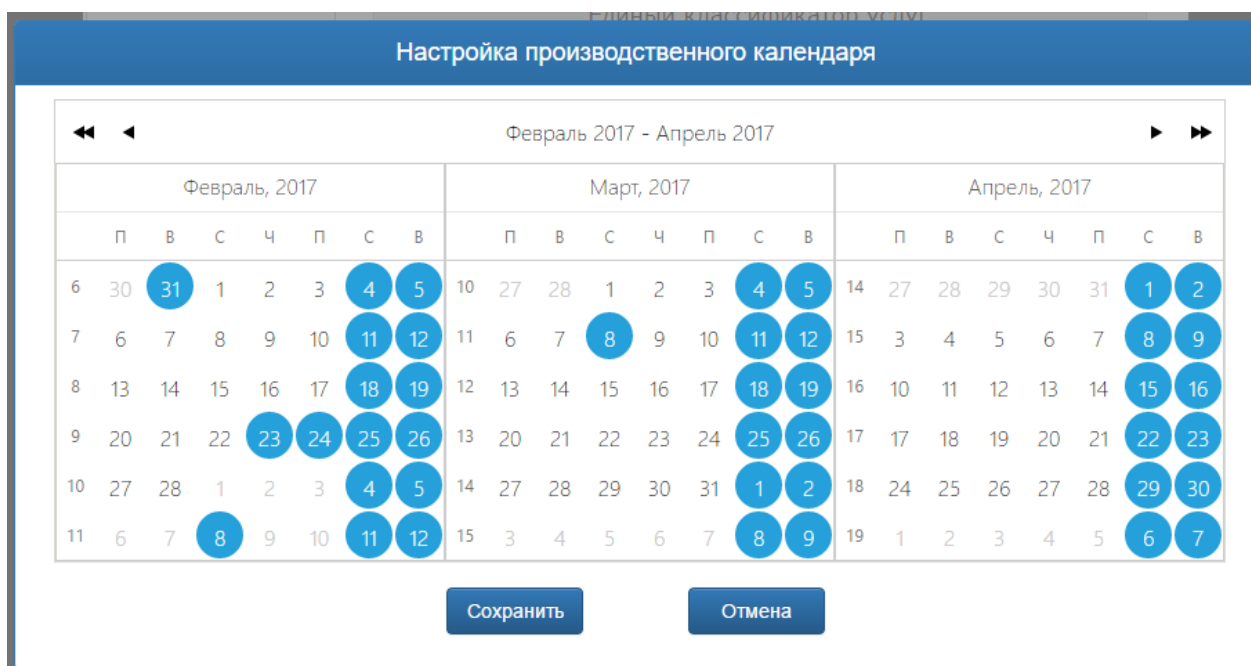 Единый классификатор услуг
Настройка производственного календаря
Февраль 2017 - Апрель 2017
Февраль, 2017 Март, 2017 Апрель, 2017
П В С Ч П С В П В С Ч П С В П В С Ч П С В
6 30 31 1 2 3 4 5 10 27 28 1 2 3 4 5 14 27 28 29 30 31 1 2
7 6 7 8 9 10 11 12 11 6 7 8 9 10 11 12 15 3 4 5 6 7 8 9
8 13 14 15 16 17 18 19 12 13 14 15 16 17 18 19 16 10 11 12 13 14 15 16
9 20 21 22 23 24 25 26 13 20 21 22 23 24 25 26 17 17 18 19 20 21 22 23
10 27 28 1 2 3 4 5 14 27 28 29 30 31 1 2 18 24 25 26 27 28 29 30
11 6 7 8 9 10 11 12 15 3 4 5 6 7 8 9 19 1 2 3 4 5 6 7
Сохранить Отмена